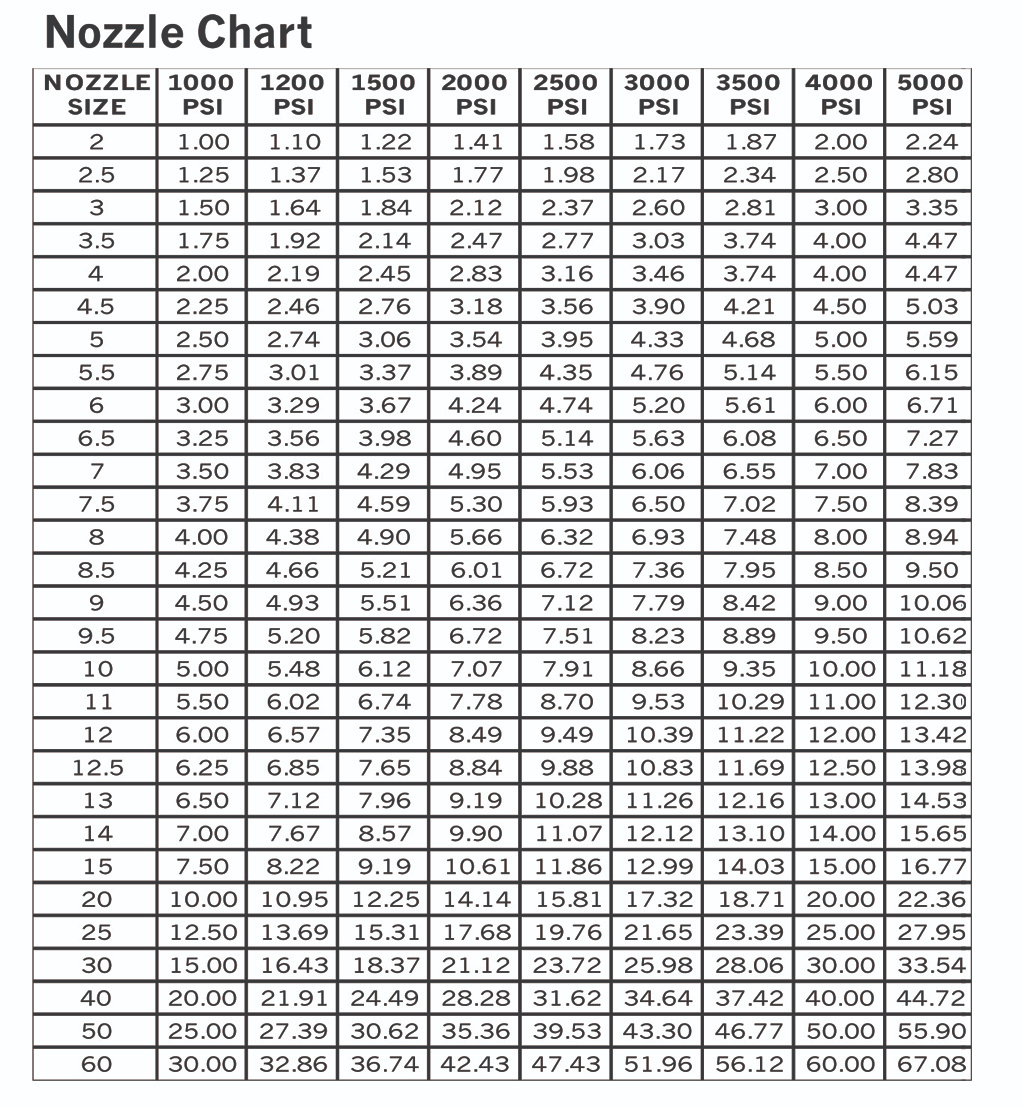 Nozzle Chart
NOZZLE SIZE 1000 PSI 1200 PSI 1500 PSI 2000 PSI 2500 PSI 3000 PSI 3500 PSI 4000 PSI 5000 PSI
2 1.00 1.10 1.22 1.41 1.58 1.73 1.87 2.00 2.24
2.5 1.25 1.37 1.53 1.77 1.98 2.17 2.34 2.50 2.80
3 1.50 1.64 1.84 2.12 2.37 2.60 2.81 3.00 3.35
3.5 1.75 1.92 2.14 2.47 2.77 3.03 3.74 4.00 4.47
4 2.00 2.19 2.45 2.83 3.16 3.46 3.74 4.00 4.47
4.5 2.25 2.46 2.76 3.18 3.56 3.90 4.21 4.50 5.03
5 2.50 2.74 3.06 3.54 3.95 4.33 4.68 5.00 5.59
5.5 2.75 3.01 3.37 3.89 4.35 4.76 5.14 5.50 6.15
6 3.00 3.29 3.67 4.24 4.74 5.20 5.61 6.00 6.71
6.5 3.25 3.56 3.98 4.60 5.14 5.63 6.08 6.50 7.27
7 3.50 3.83 4.29 4.95 5.53 6.06 6.55 7.00 7.83
7.5 3.75 4.11 4.59 5.30 5.93 6.50 7.02 7.50 8.39
8 4.00 4.38 4.90 5.66 6.32 6.93 7.48 8.00 8.94
8.5 4.25 4.66 5.21 6.01 6.72 7.36 7.95 8.50 9.50
9 4.50 4.93 5.51 6.36 7.12 7.79 8.42 9.00 10.06
9.5 4.75 5.20 5.82 6.72 7.51 8.23 8.89 9.50 10.62
10 5.00 5.48 6.12 7.07 7.91 8.66 9.35 10.00 11.18
11 5.50 6.02 6.74 7.78 8.70 9.53 10.29 11.00 12.30
12 6.00 6.57 7.35 8.49 9.49 10.39 11.22 12.00 13.42
12.5 6.25 6.85 7.65 8.84 9.88 10.83 11.69 12.50 13.98
13 6.50 7.12 7.96 9.19 10.28 11.26 12.16 13.00 14.53
14 7.00 7.67 8.57 9.90 11.07 12.12 13.10 14.00 15.65
15 7.50 8.22 9.19 10.61 11.86 12.99 14.03 15.00 16.77
20 10.00 10.95 12.25 14.14 15.81 17.32 18.71 20.00 22.36
25 12.50 13.69 15.31 17.68 19.76 21.65 23.39 25.00 27.95
30 15.00 16.43 18.37 21.12 23.72 25.98 28.06 30.00 33.54
40 20.00 21.91 24.49 28.28 31.62 34.64 37.42 40.00 44.72
50 25.00 27.39 30.62 35.36 39.53 43.30 46.77 50.00 55.90
60 30.00 32.86 36.74 42.43 47.43 51.96 56.12 60.00 67.08